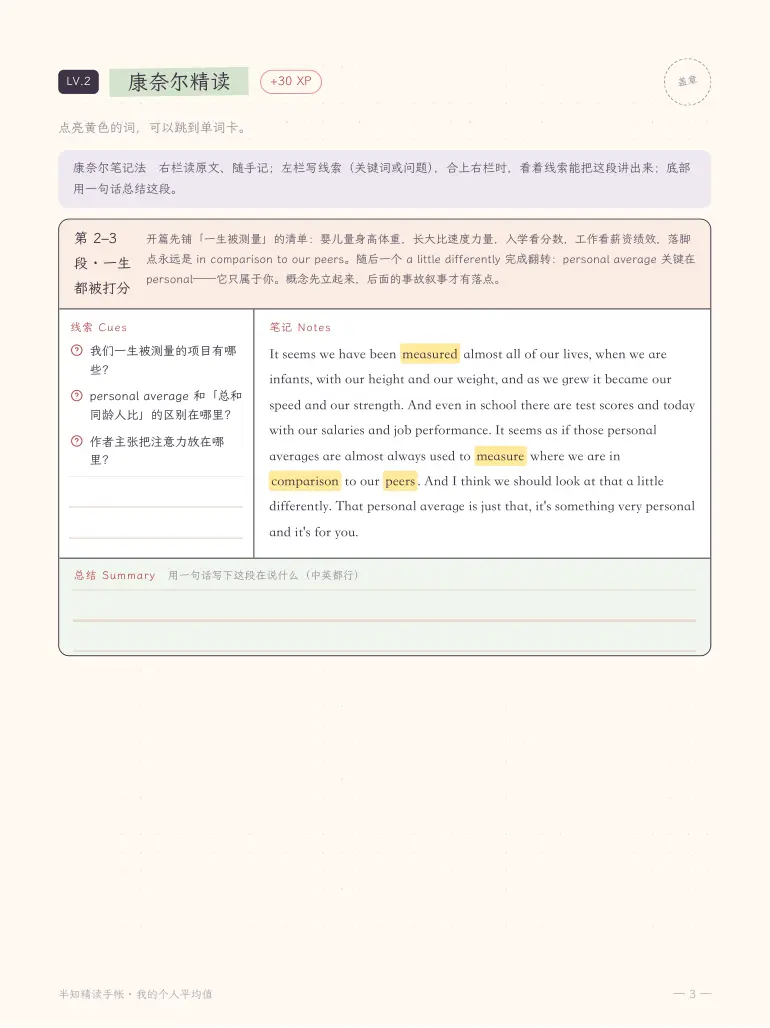 LV.2
康奈尔精读
+30 XP
盖章
点亮黄色的词，可以跳到单词卡。
康奈尔笔记法 右栏读原文、随手记；左栏写线索（关键词或问题），合上右栏时，看着线索能把这段讲出来；底部
用一句话总结这段。
第 2–3
段·一生
都被打分
开篇先铺「一生被测量」的清单：婴儿量身高体重，长大比速度力量，入学看分数，工作看薪资绩效，落脚
点永远是 in comparison to our peers。随后一个 a little differently 完成翻转：personal average 关键在
personal——它只属于你。概念先立起来，后面的事故叙事才有落点。
线索 Cues
我们一生被测量的项目有哪
些？
personal average 和「总和
同龄人比」的区别在哪里？
作者主张把注意力放在哪
里？
笔记 Notes
It seems we have been measured almost all of our lives, when we are
infants, with our height and our weight, and as we grew it became our
speed and our strength. And even in school there are test scores and today
with our salaries and job performance. It seems as if those personal
averages are almost always used to measure where we are in
comparison to our peers. And I think we should look at that a little
differently. That personal average is just that, it's something very personal
and it's for you.
总结 Summary 用一句话写下这段在说什么（中英都行）
半知精读手帐·我的个人平均值
— 3 —